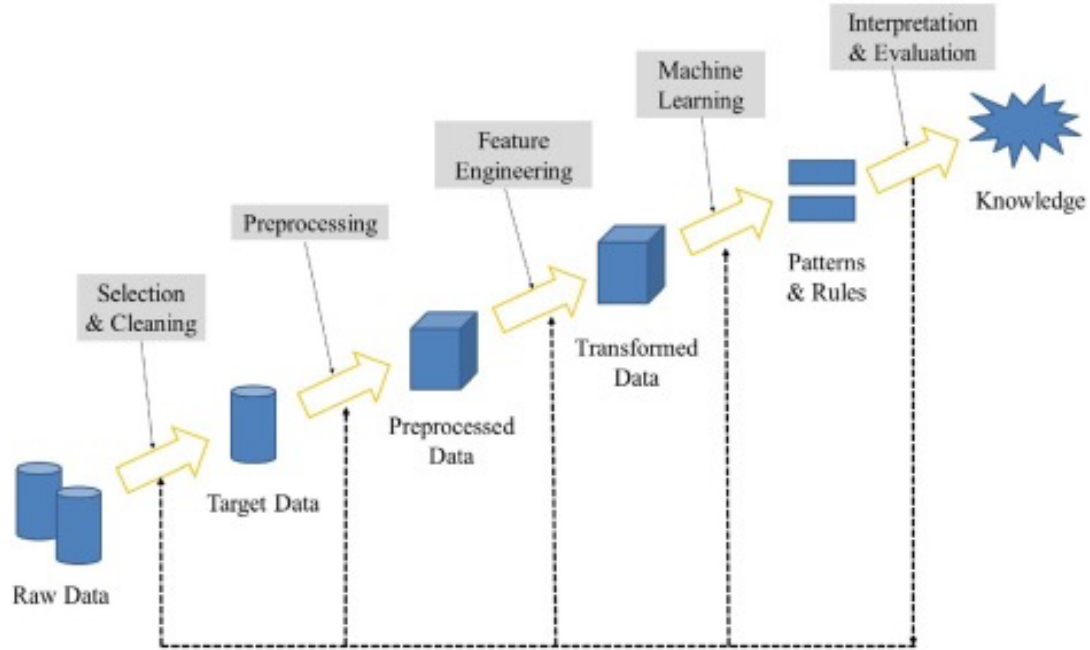 Interpretation
& Evaluation
Machine
Learning
Feature
Engineering
Knowledge
Preprocessing
Patterns
& Rules
Selection
& Cleaning
Transformed
Data
Preprocessed
Data
Target Data
Raw Data